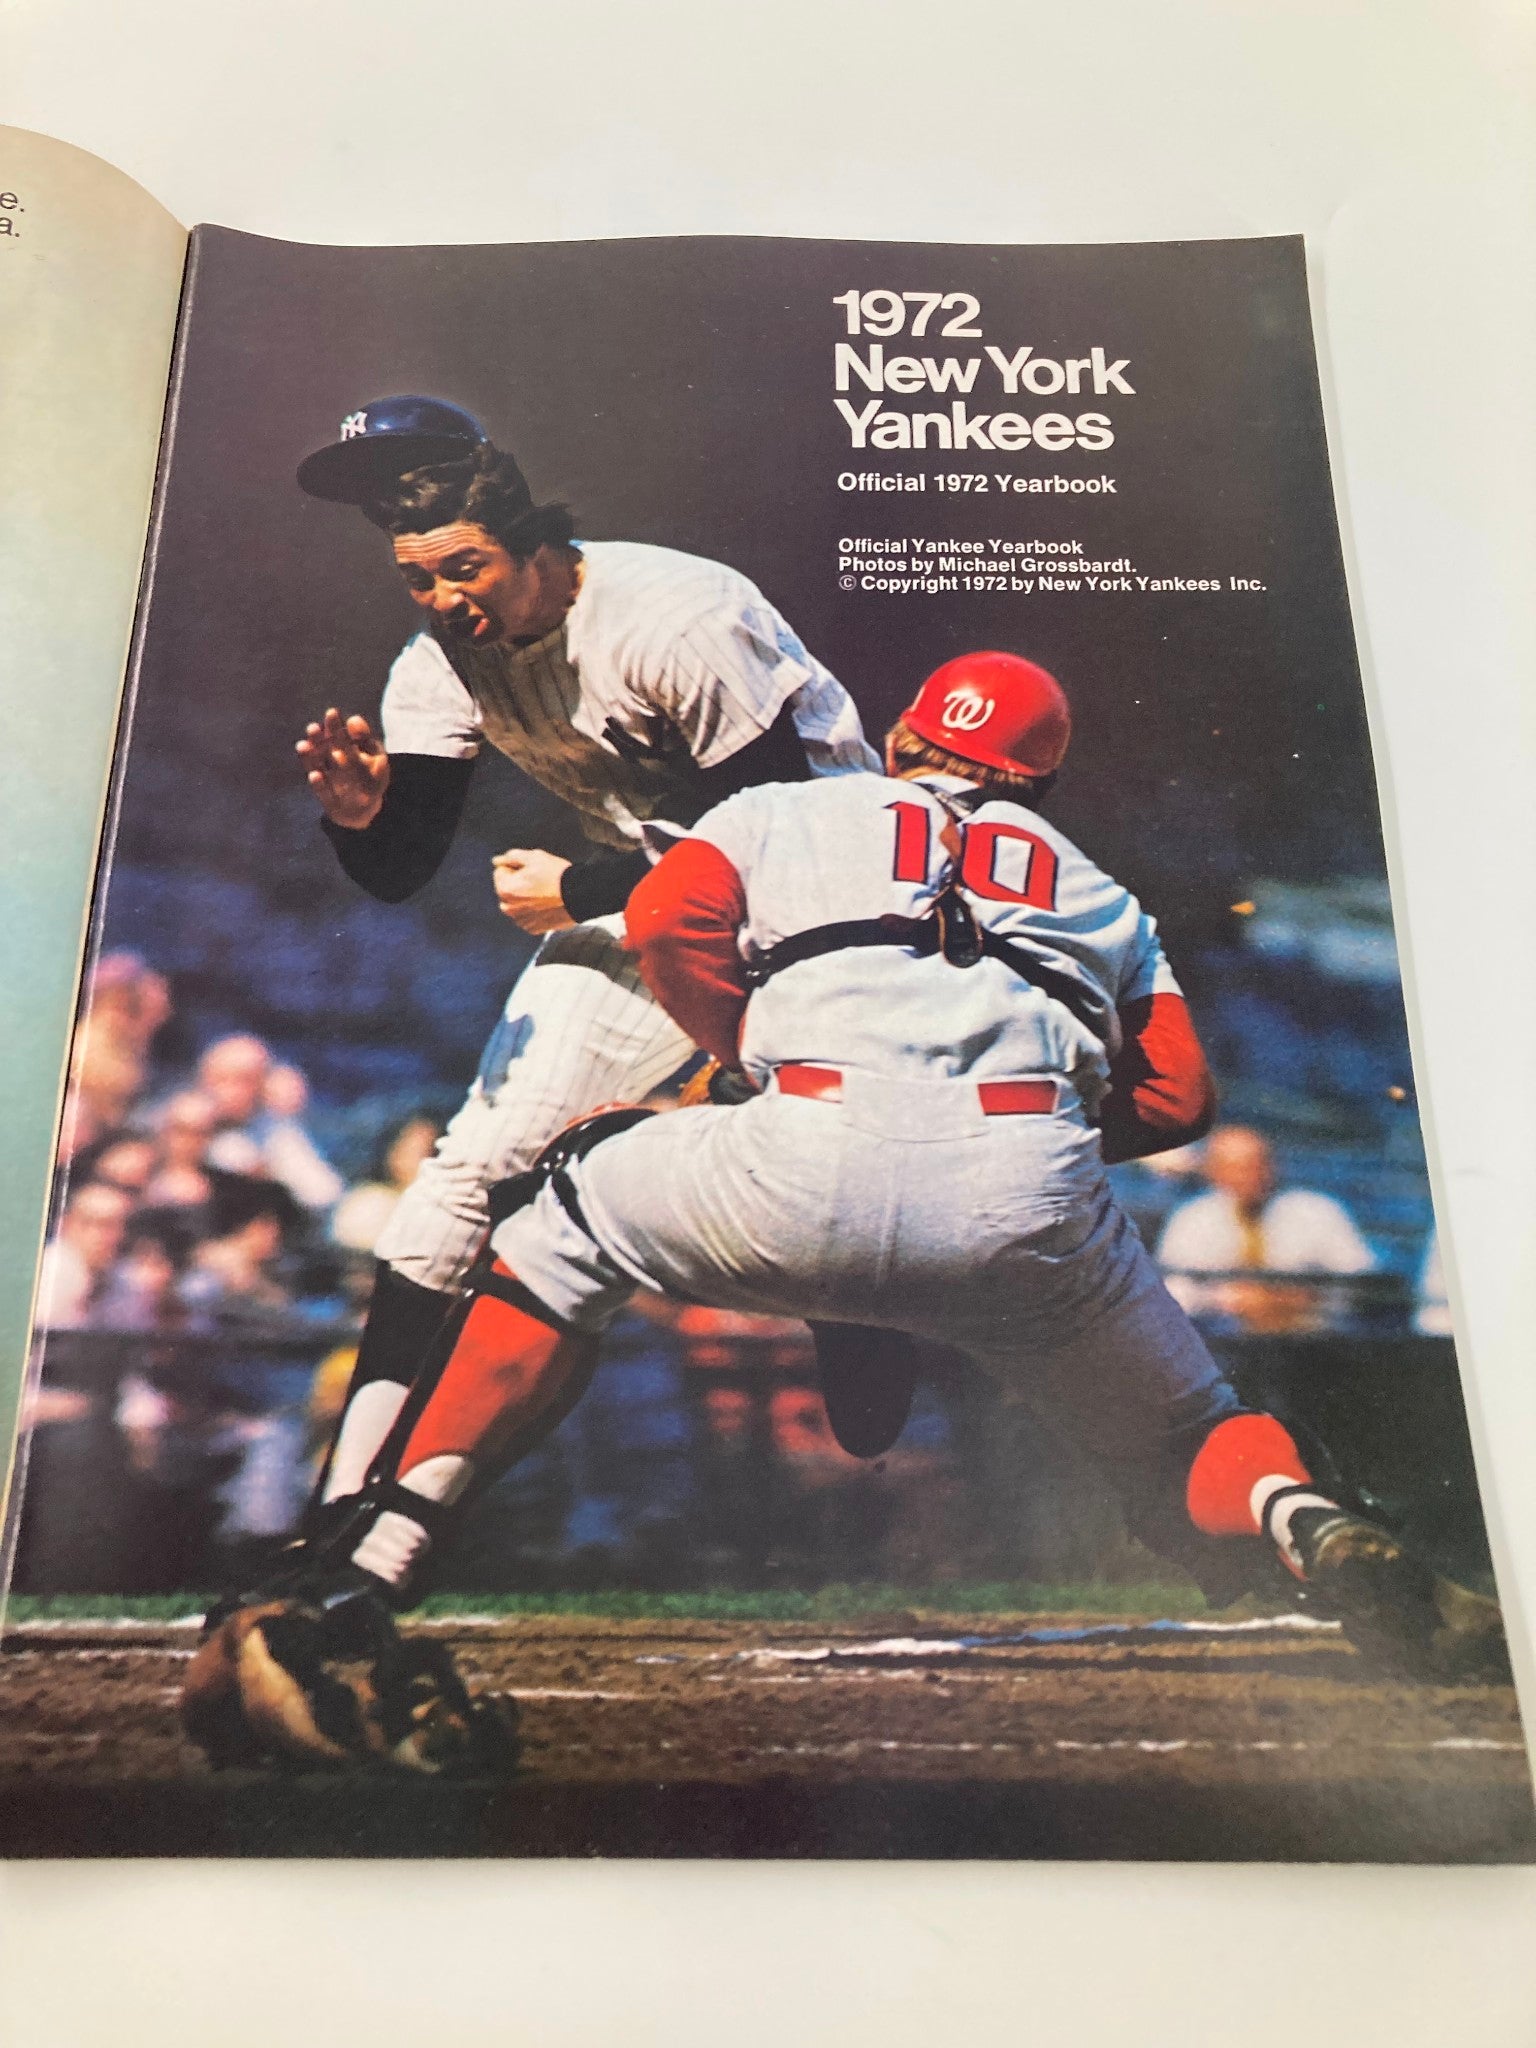 e.
a.
1972
New York
Yankees
Official 1972 Yearbook
Official Yankee Yearbook
Photos by Michael Grossbardt.
© Copyright 1972 by New York Yankees Inc.
NY
W
10